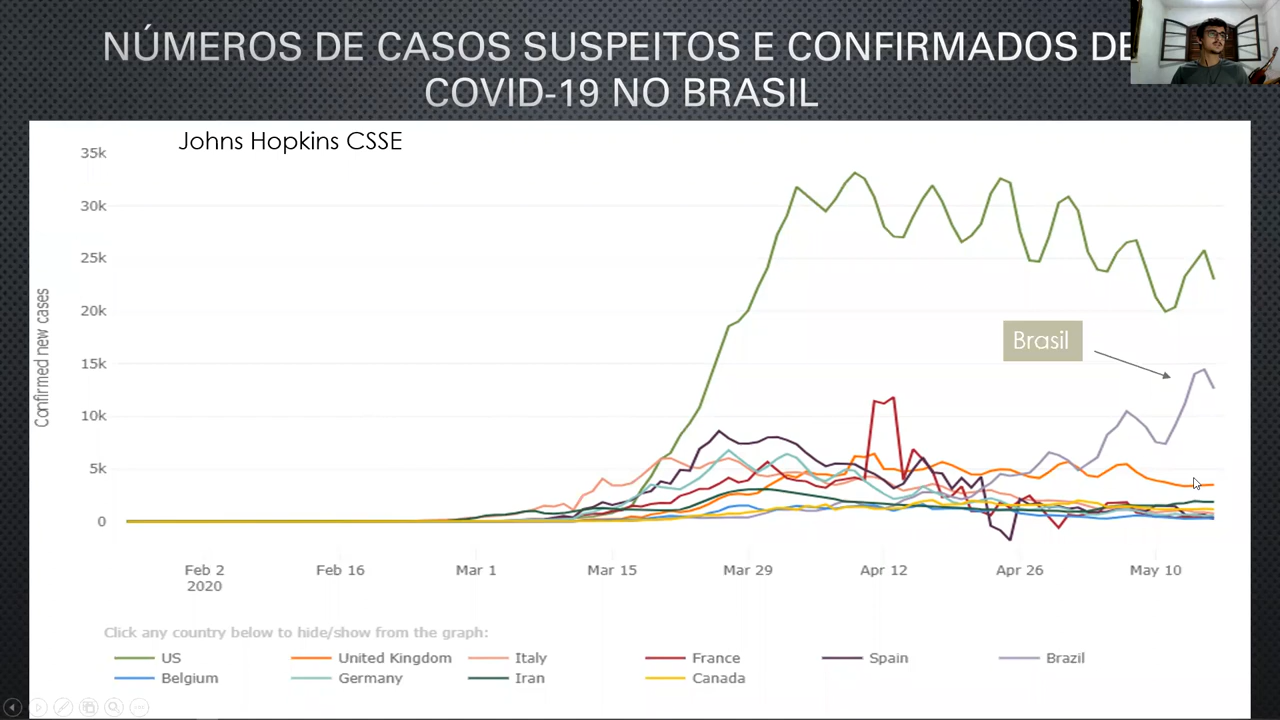 NÚMEROS DE CASOS SUSPEITOS E CONFIRMADOS DE
COVID-19 NO BRASIL
Johns Hopkins CSSE
35k
30k
25k
20k
15k
10k
5k
0
Confirmed new cases
Brasil
Feb 2 Feb 16 Mar 1 Mar 15 Mar 29 Apr 12 Apr 26 May 10
2020
Click any country below to hide/show from the graph:
US United Kingdom Italy France Spain Brazil
Belgium Germany Iran Canada